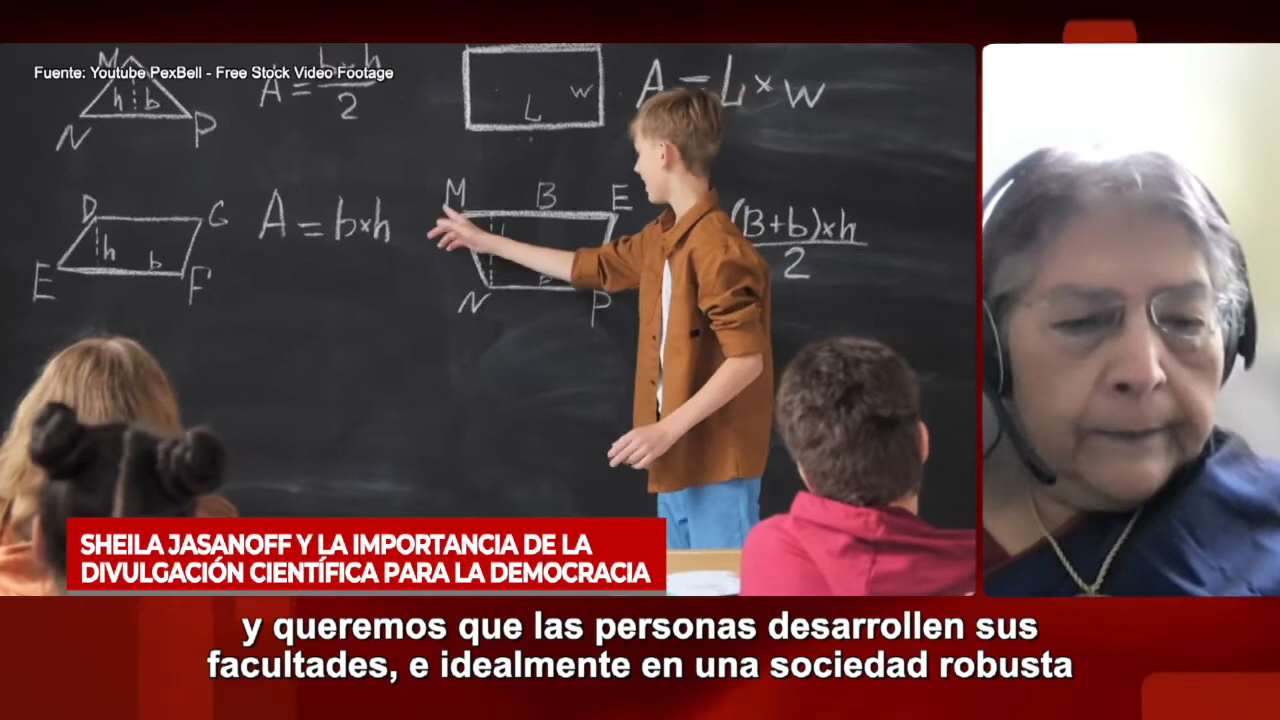 Fuente: Youtube PexBell - Free Stock Video Footage
M
h b
N P
A = b x h
2
L w
A = L x w
D G
h b
E F
A = b x h
M B E
N P
(B+b) x h
2
SHEILA JASANOFF Y LA IMPORTANCIA DE LA
DIVULGACIÓN CIENTÍFICA PARA LA DEMOCRACIA
y queremos que las personas desarrollen sus
facultades, e idealmente en una sociedad robusta